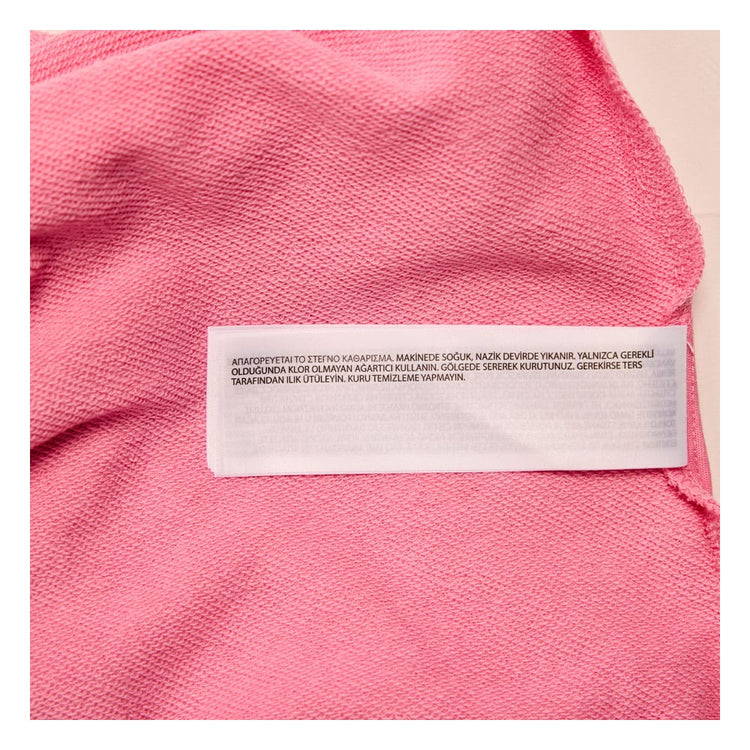 ΑΠΑΓΟΡΕΥΕΤΑΙ ΤΟ ΣΤΕΓΝΟ ΚΑΘΑΡΙΣΜΑ. MAKİNEDE SOĞUK, NAZİK DEVİRDE YIKANIR. YALNIZCA GEREKLİ
OLDUĞUNDA KLOR OLMAYAN AĞARTICI KULLANIN. GÖLGEDE SEREREK KURUTUNUZ. GEREKİRSE TERS
TARAFINDAN ILIK ÜTÜLEYİN. KURU TEMİZLEME YAPMAYIN.